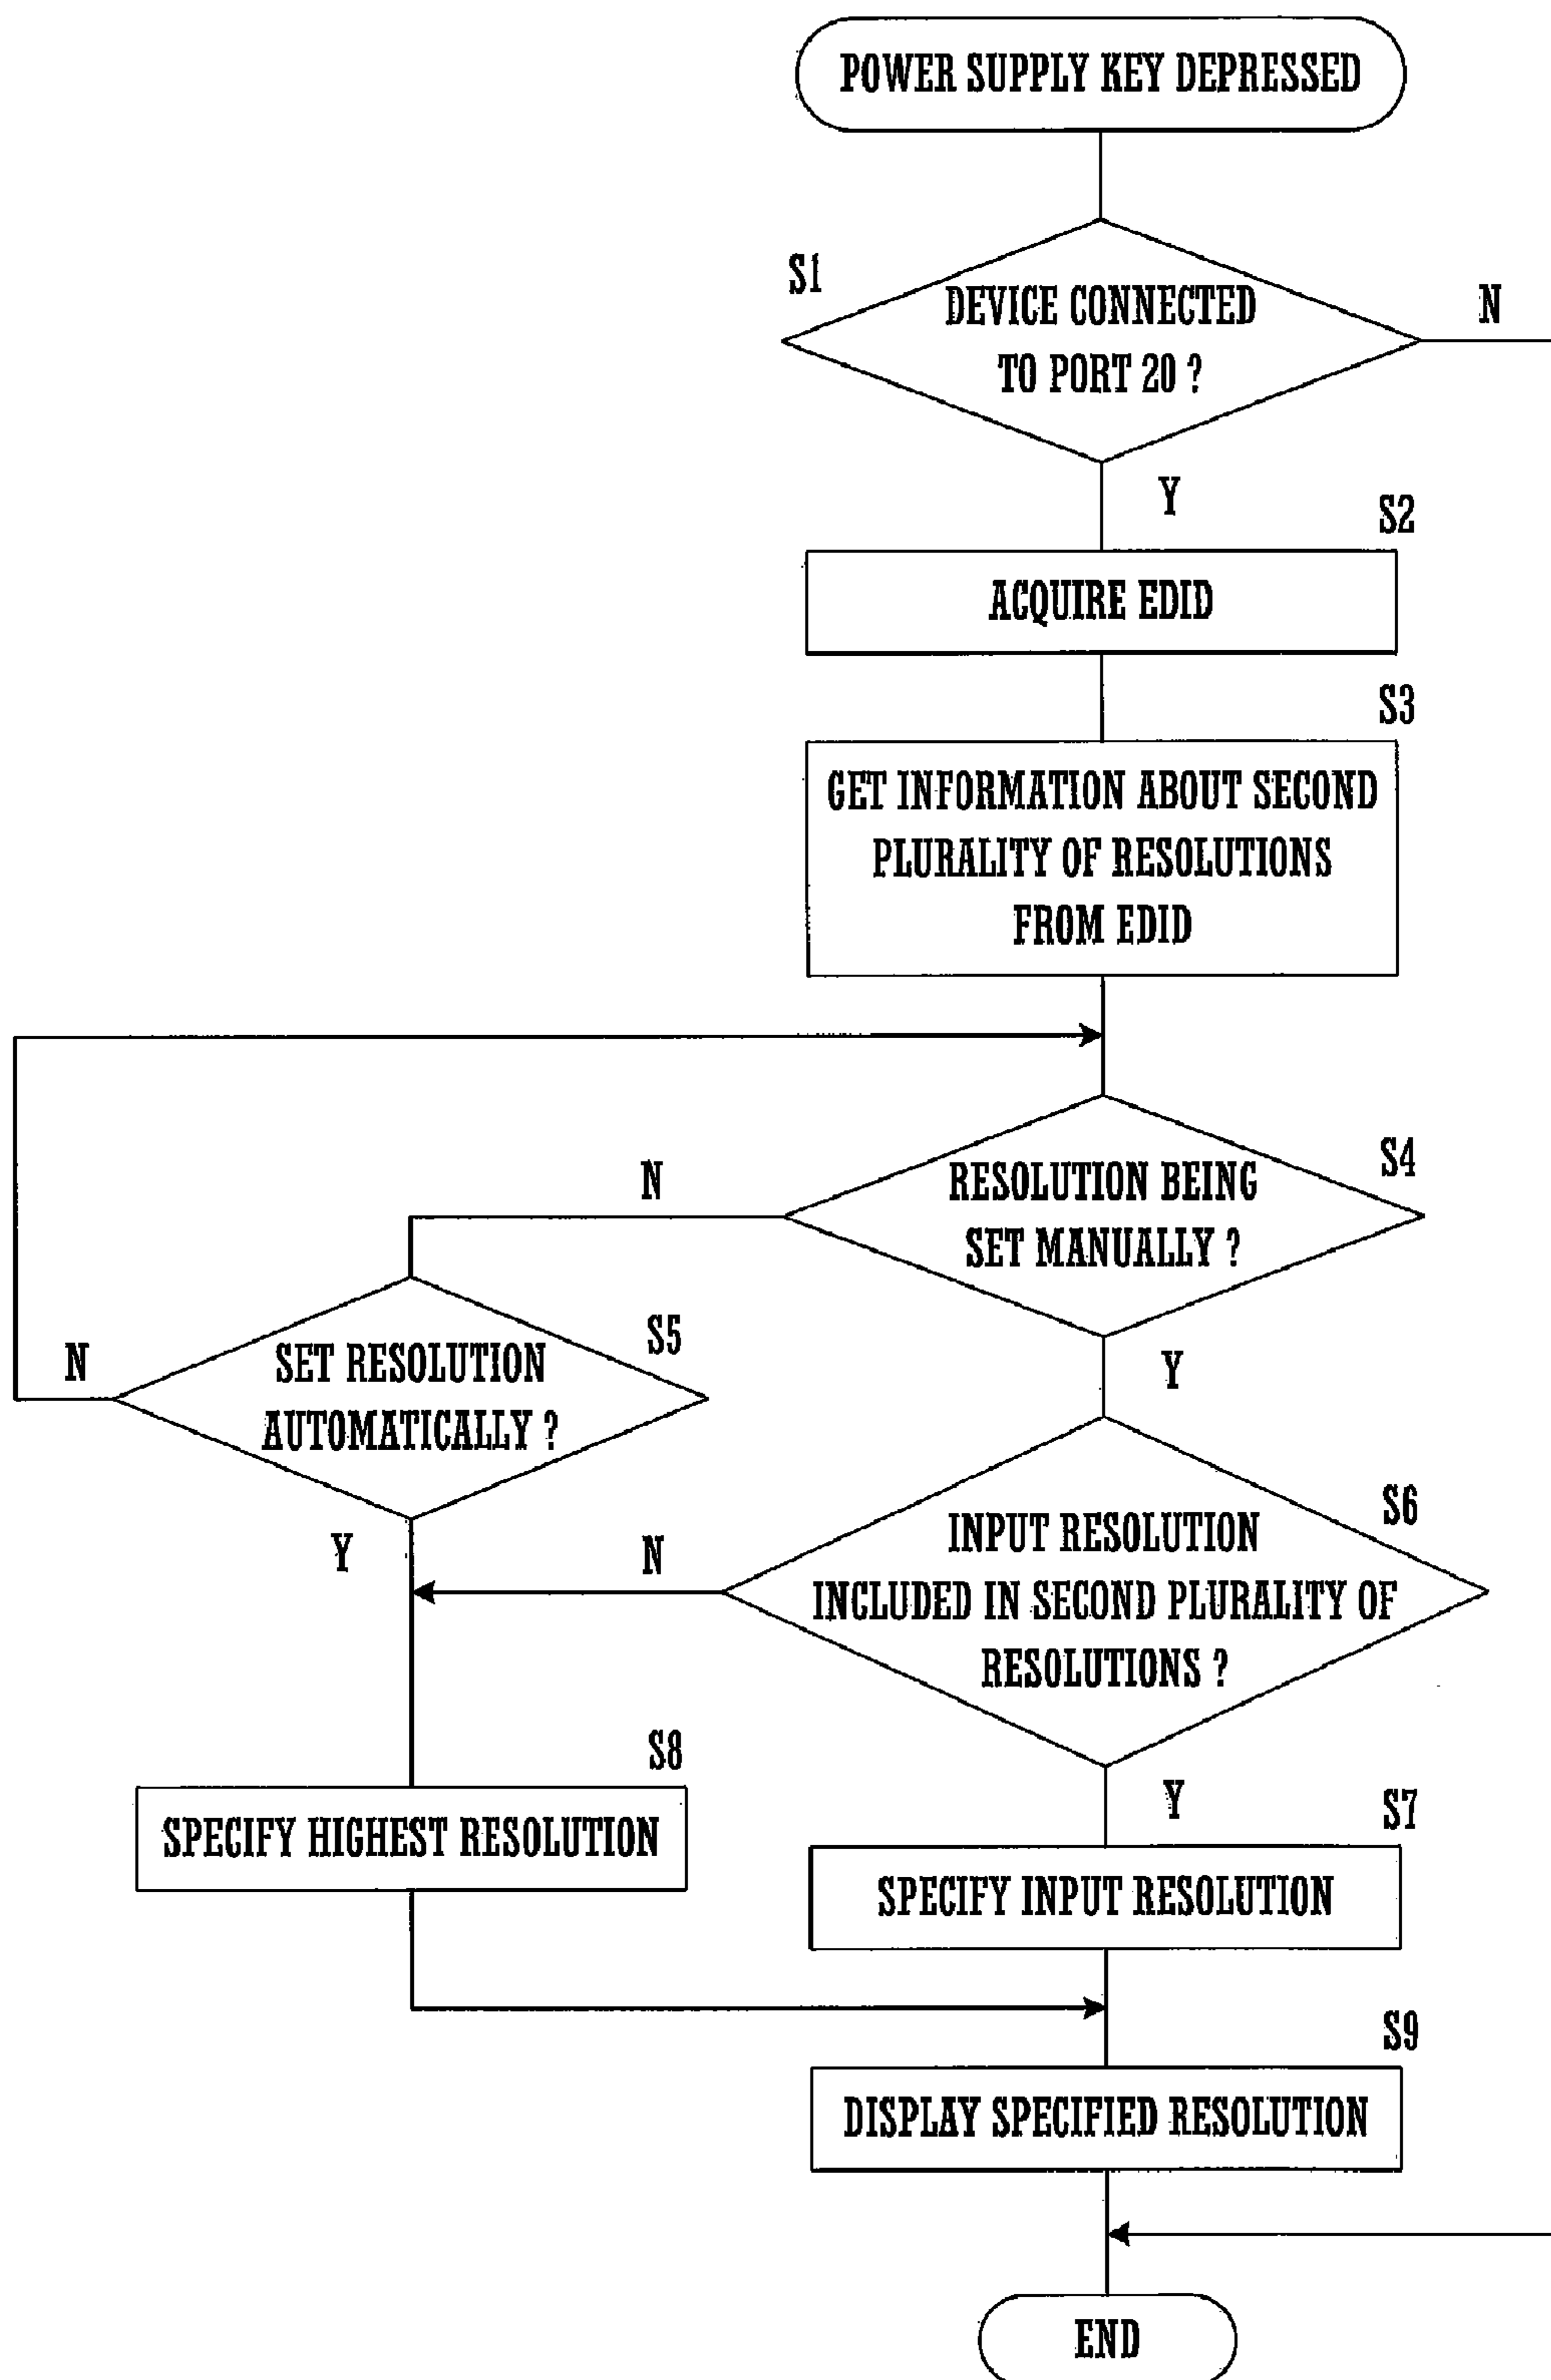 POWER SUPPLY KEY DEPRESSED
S1
DEVICE CONNECTED
TO PORT 20 ?
N
Y
S2
ACQUIRE EDID
S3
GET INFORMATION ABOUT SECOND
PLURALITY OF RESOLUTIONS
FROM EDID
S4
RESOLUTION BEING
SET MANUALLY ?
N
Y
S5
SET RESOLUTION
AUTOMATICALLY ?
N
Y
S6
INPUT RESOLUTION
INCLUDED IN SECOND PLURALITY OF
RESOLUTIONS ?
N
Y
S8
SPECIFY HIGHEST RESOLUTION
S7
SPECIFY INPUT RESOLUTION
S9
DISPLAY SPECIFIED RESOLUTION
END